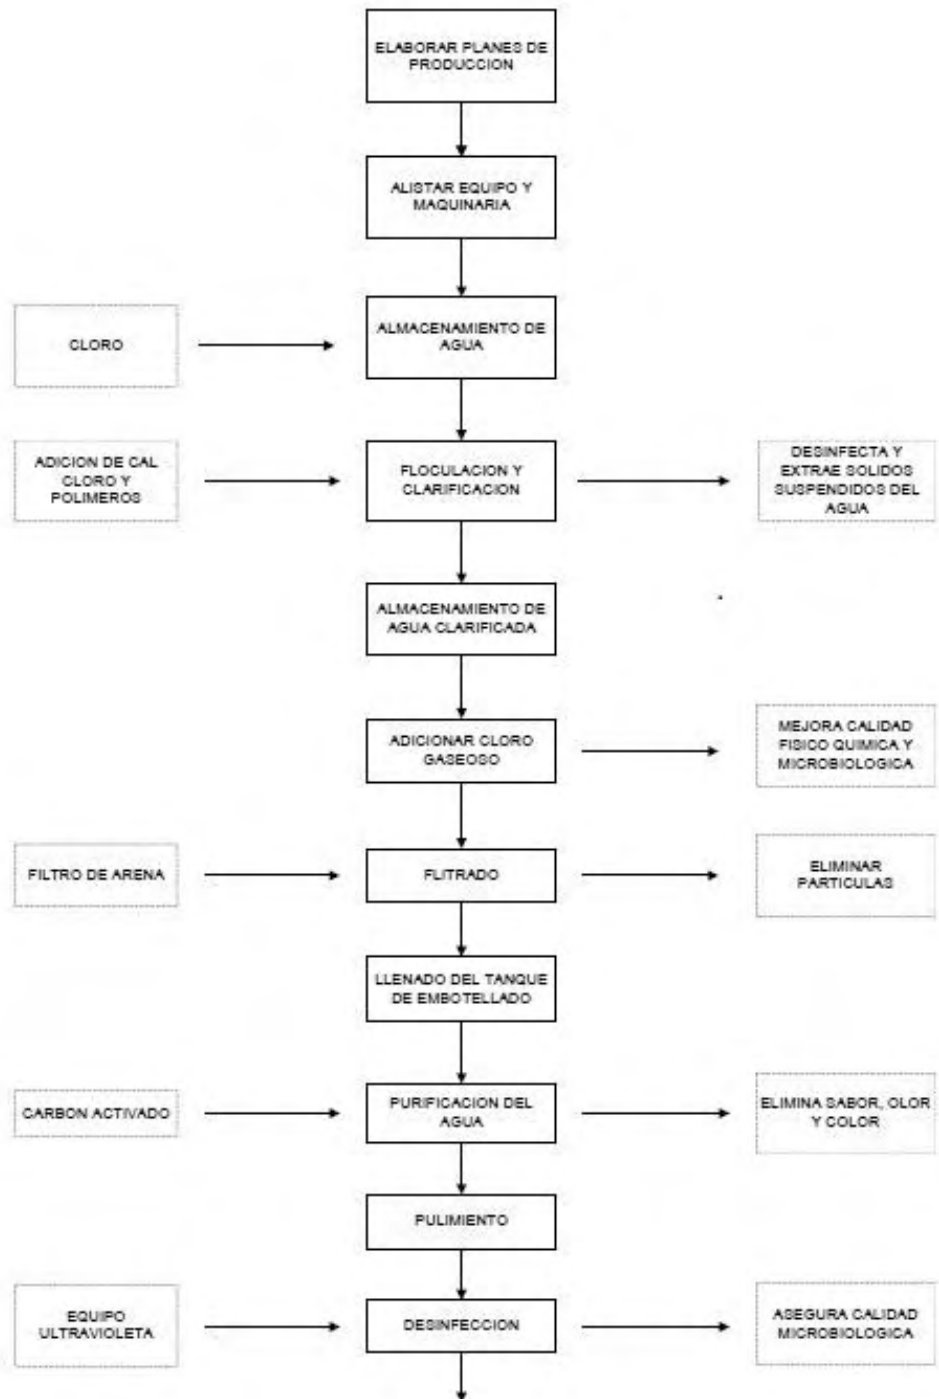 ELABORAR PLANES DE
PRODUCCION
ALISTAR EQUIPO Y
MAQUINARIA
CLORO
ALMACENAMIENTO DE
AGUA
ADICION DE CAL
CLORO Y
POLIMEROS
FLOCULACION Y
CLARIFICACION
DESINFECTA Y
EXTRAE SOLIDOS
SUSPENDIDOS DEL
AGUA
ALMACENAMIENTO DE
AGUA CLARIFICADA
ADICIONAR CLORO
GASEOSO
MEJORA CALIDAD
FISICO QUIMICA Y
MICROBIOLOGICA
FILTRO DE ARENA
FLITRADO
ELIMINAR
PARTICULAS
LLENADO DEL TANQUE
DE EMBOTELLADO
CARBON ACTIVADO
PURIFICACION DEL
AGUA
ELIMINA SABOR, OLOR
Y COLOR
PULIMIENTO
EQUIPO
ULTRAVIOLETA
DESINFECCION
ASEGURA CALIDAD
MICROBIOLOGICA